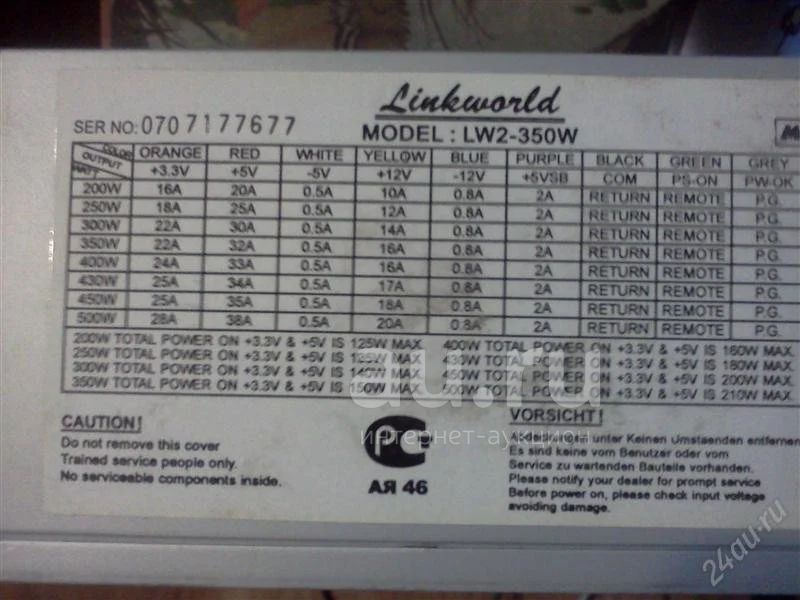 Linkworld
SER NO: 0707177677
MODEL : LW2-350W
COLOR ORANGE RED WHITE YELLOW BLUE PURPLE BLACK GREEN GREY
OUTPUT WATT +3.3V +5V -5V +12V -12V +5VSB COM PS-ON PW-OK
200W 16A 20A 0.5A 10A 0.8A 2A RETURN REMOTE P.G.
250W 18A 25A 0.5A 12A 0.8A 2A RETURN REMOTE P.G.
300W 22A 30A 0.5A 14A 0.8A 2A RETURN REMOTE P.G.
350W 22A 32A 0.5A 16A 0.8A 2A RETURN REMOTE P.G.
400W 24A 33A 0.5A 16A 0.8A 2A RETURN REMOTE P.G.
430W 25A 34A 0.5A 17A 0.8A 2A RETURN REMOTE P.G.
450W 25A 35A 0.5A 18A 0.8A 2A RETURN REMOTE P.G.
500W 28A 38A 0.5A 20A 0.8A 2A RETURN REMOTE P.G.
200W TOTAL POWER ON +3.3V & +5V IS 125W MAX.
250W TOTAL POWER ON +3.3V & +5V IS 125W MAX.
300W TOTAL POWER ON +3.3V & +5V IS 140W MAX.
350W TOTAL POWER ON +3.3V & +5V IS 150W MAX.
400W TOTAL POWER ON +3.3V & +5V IS 160W MAX.
430W TOTAL POWER ON +3.3V & +5V IS 180W MAX.
450W TOTAL POWER ON +3.3V & +5V IS 200W MAX.
500W TOTAL POWER ON +3.3V & +5V IS 210W MAX.
CAUTION!
Do not remove this cover
Trained service people only.
No serviceable components inside.
РС
АЯ 46
VORSICHT!
Abdeckungen unter Keinen Umstaenden entfernen
Es sind keine vom Benutzer oder vom
Service zu wartenden Bauteile vorhanden.
Please notify your dealer for prompt service
Before power on, please check input voltage
avoiding damage.
au.ru
интернет-аукцион
24au.ru